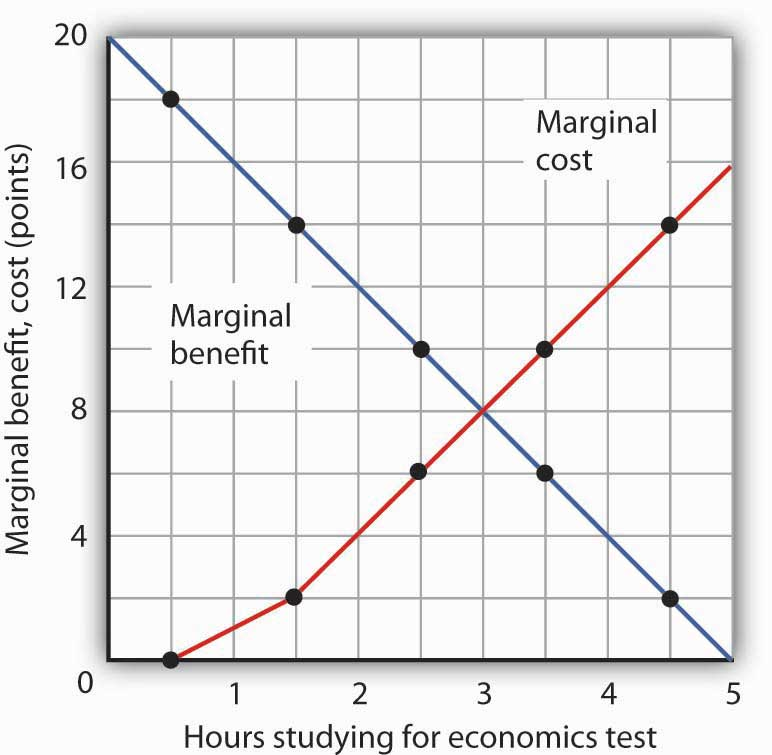 20
16
12
8
4
0
1 2 3 4 5
Marginal benefit, cost (points)
Marginal
cost
Marginal
benefit
Hours studying for economics test